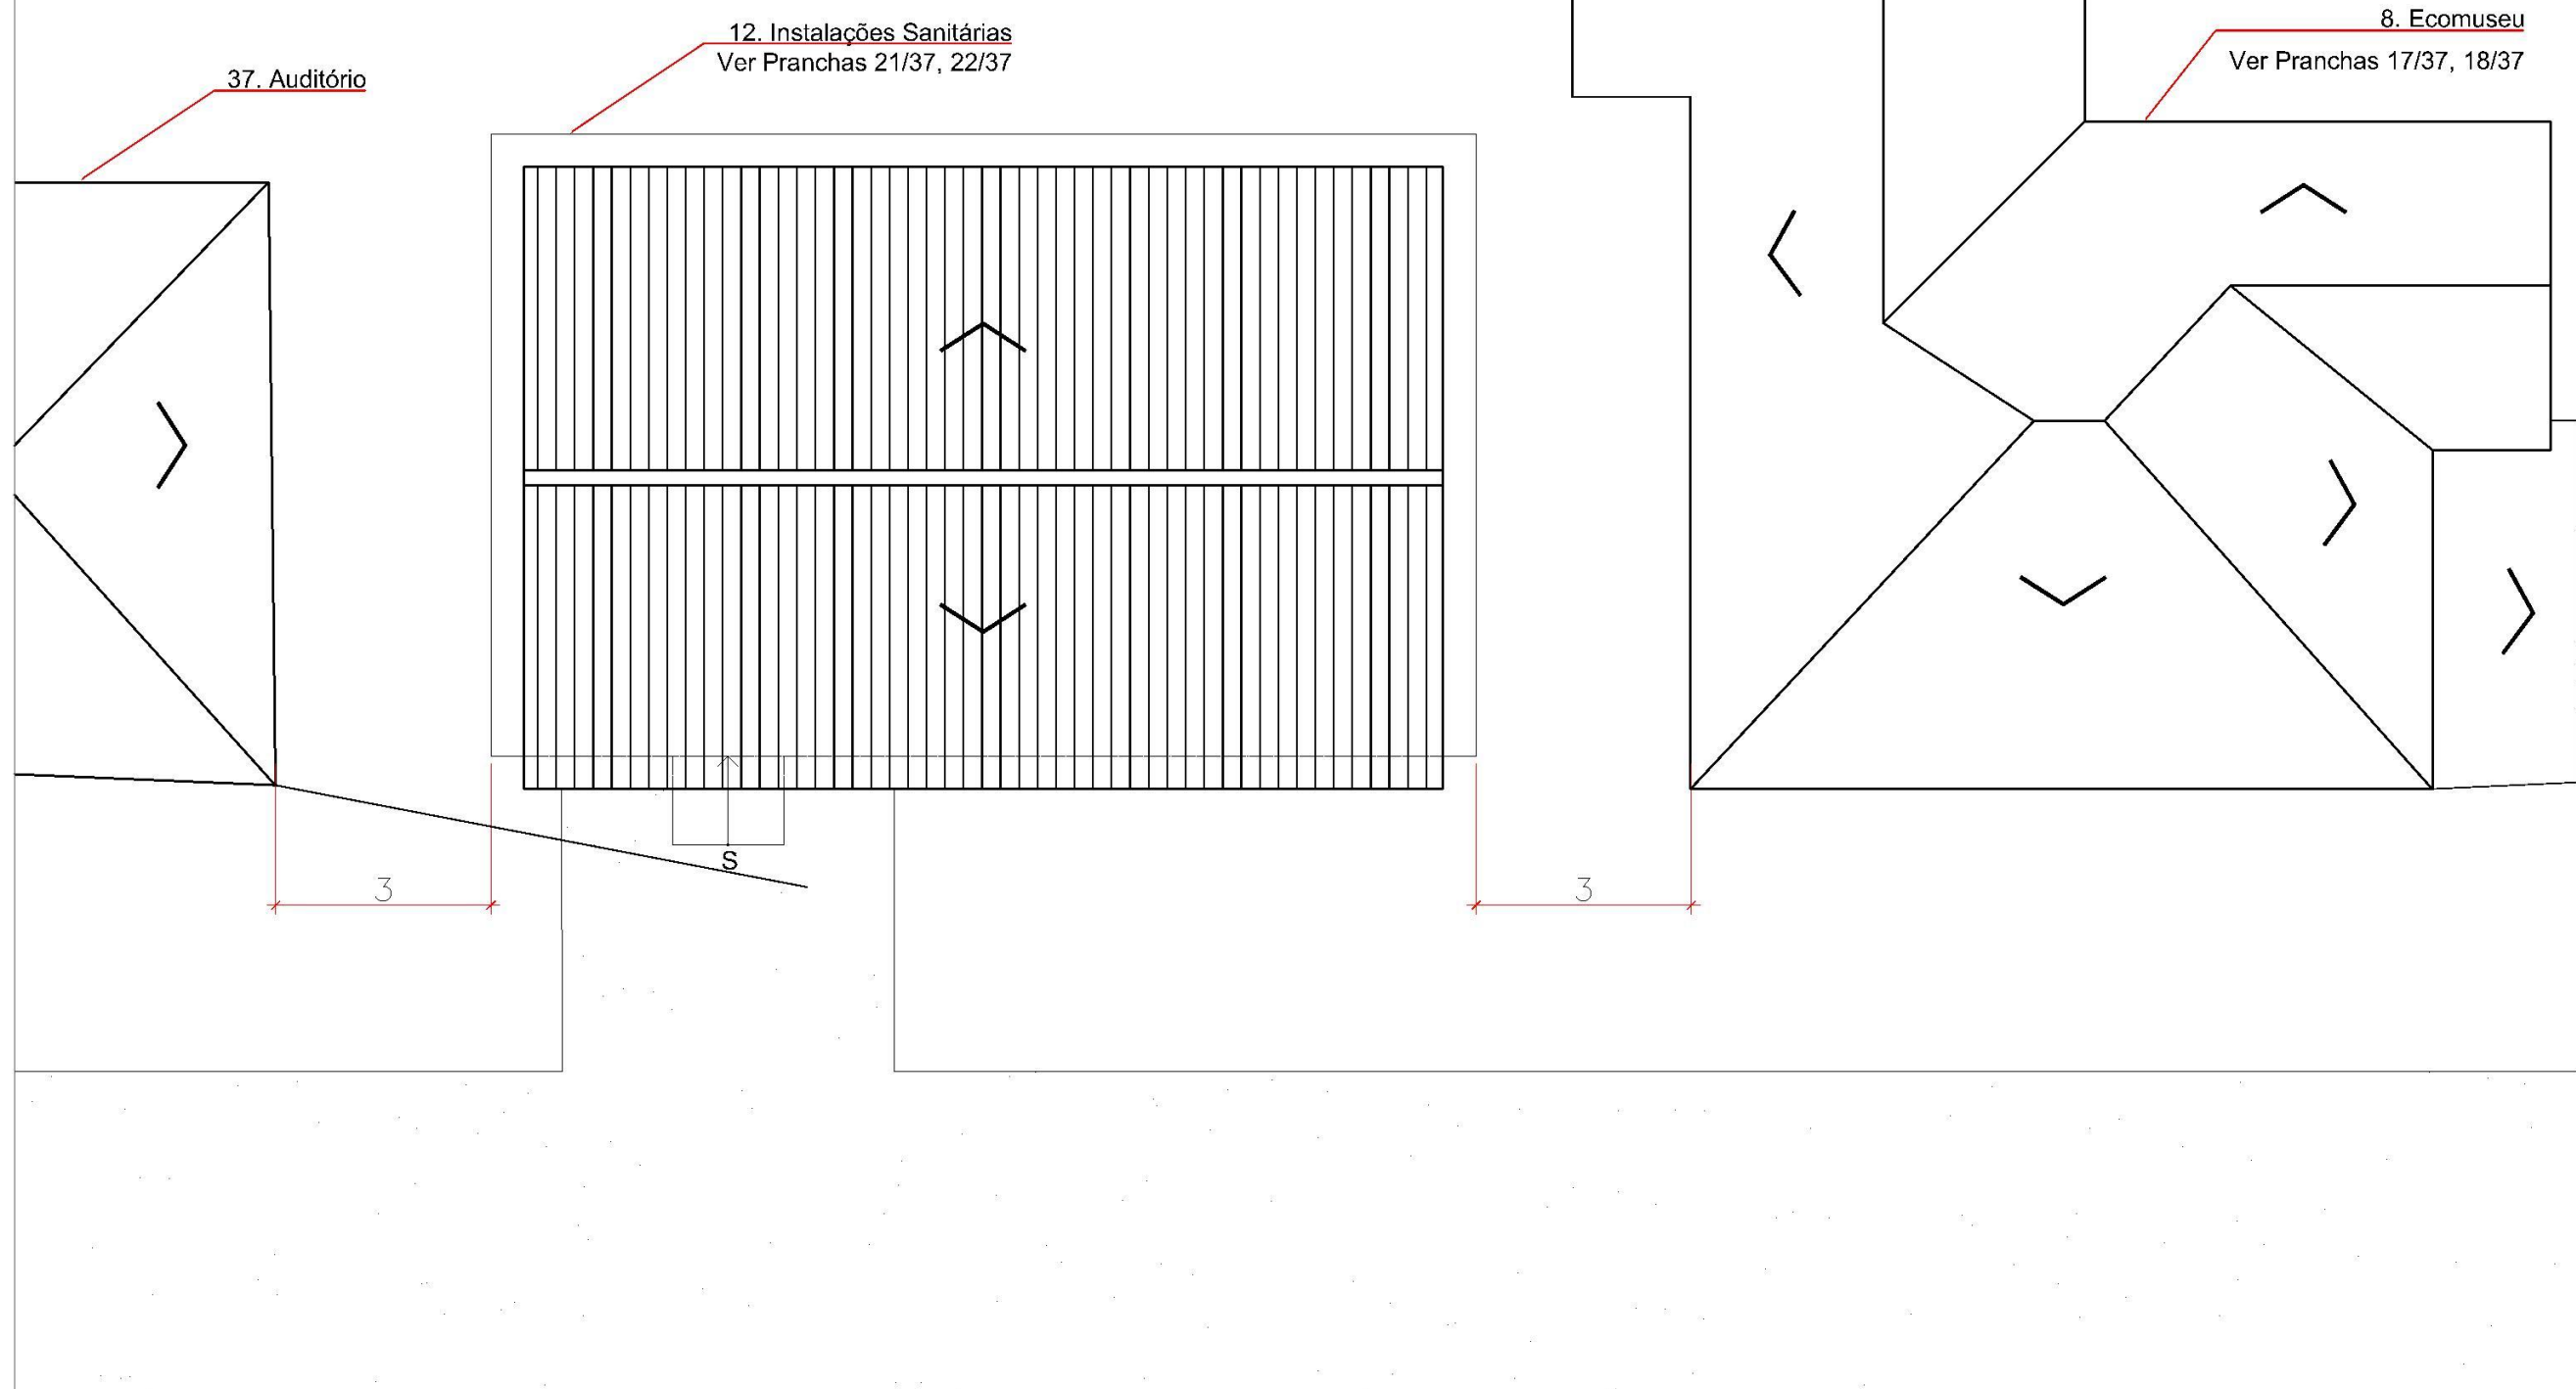 37. Auditório
12. Instalações Sanitárias
Ver Pranchas 21/37, 22/37
8. Ecomuseu
Ver Pranchas 17/37, 18/37
S
3
3